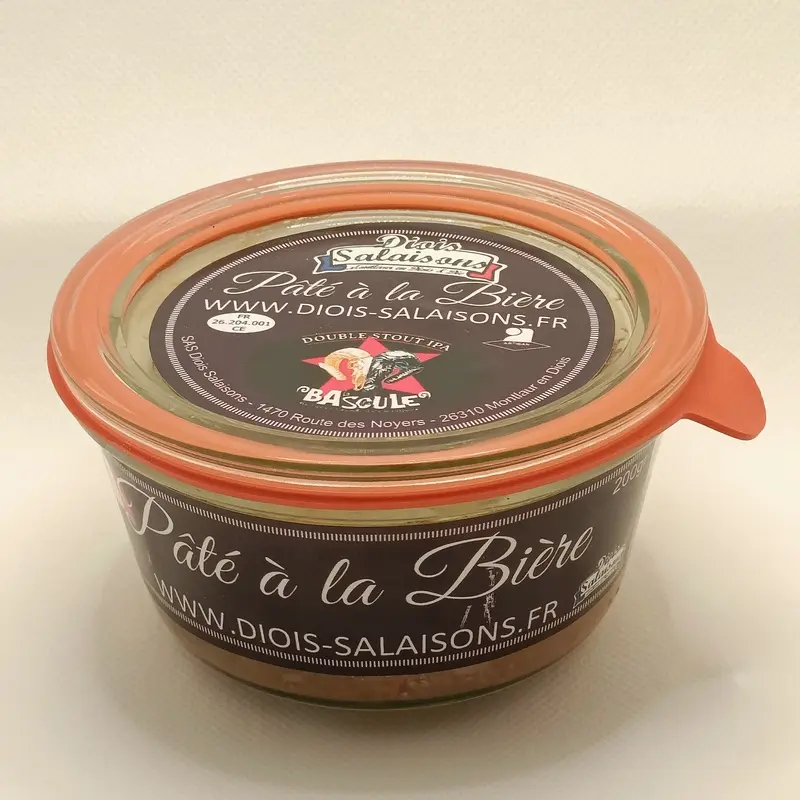 Diois
Salaisons
Pâté à la Bière
WWW.DIOIS-SALAISONS.FR
FR
26.204.001
CE
DOUBLE STOUT IPA
BASCULE
SAS Diois Salaisons - 1470 Route des Noyers - 26310 Montlaur en Diois
200g
Pâté à la Bière
Diois
WWW.DIOIS-SALAISONS.FR